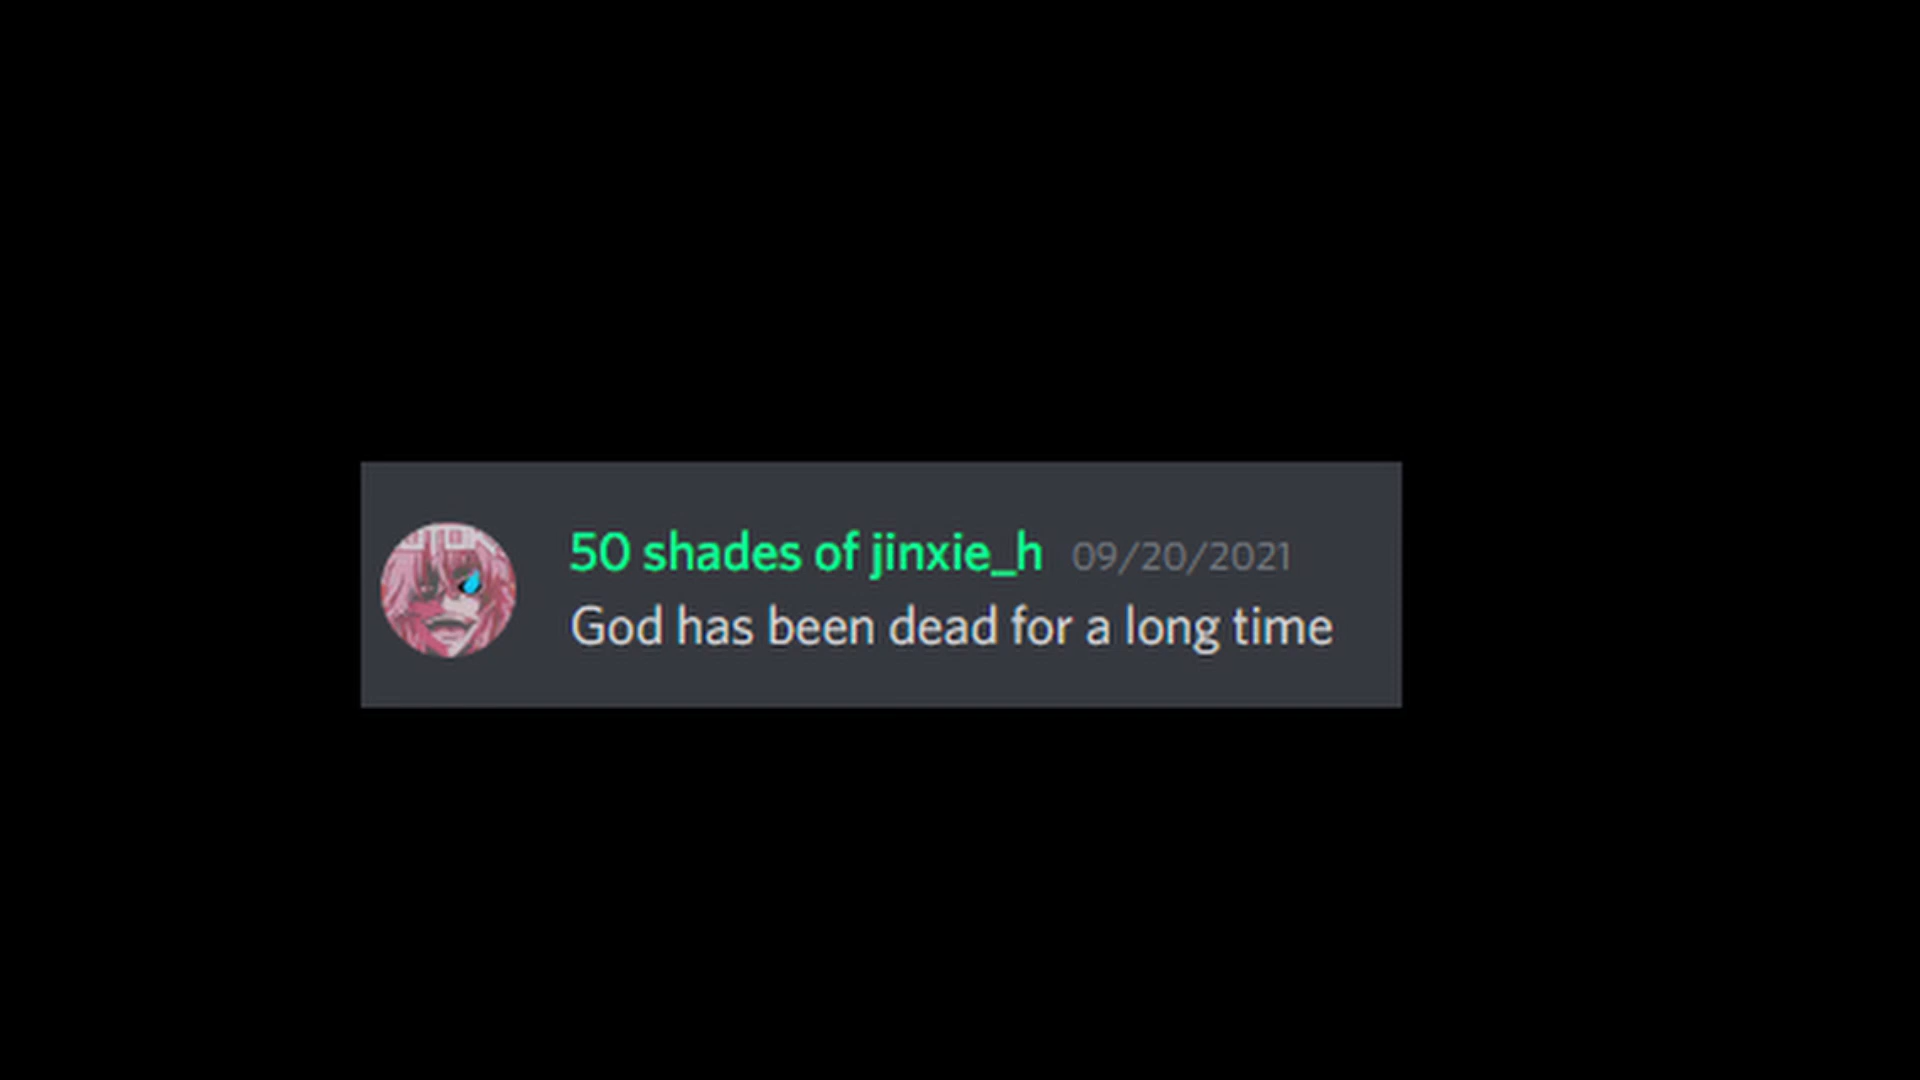 50 shades of jinxie_h 09/20/2021
God has been dead for a long time